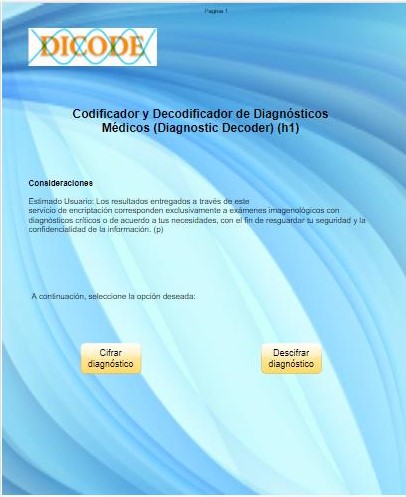 Pagina 1
DICODE
Codificador y Decodificador de Diagnósticos
Médicos (Diagnostic Decoder) (h1)
Consideraciones
Estimado Usuario: Los resultados entregados a través de este
servicio de encriptación corresponden exclusivamente a exámenes imagenológicos con
diagnósticos críticos o de acuerdo a tus necesidades, con el fin de resguardar tu seguridad y la
confidencialidad de la información. (p)
A continuación, seleccione la opción deseada:
Cifrar
diagnóstico
Descifrar
diagnóstico